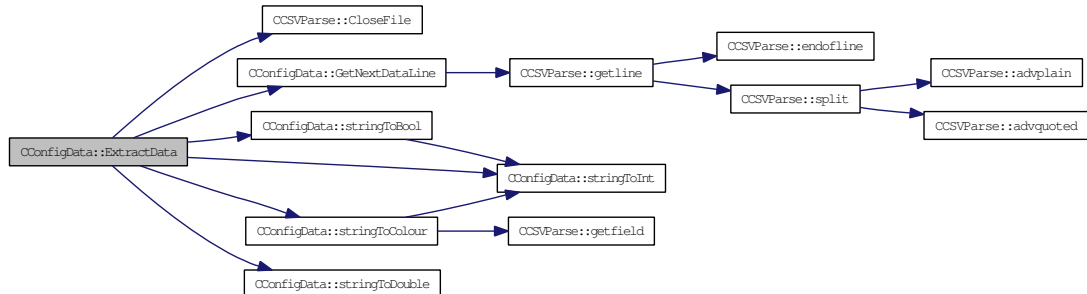 CCSVParse::CloseFile
CConfigData::GetNextDataLine
CConfigData::stringToBool
CConfigData::ExtractData
CConfigData::stringToColour
CConfigData::stringToDouble
CCSVParse::getline
CConfigData::stringToInt
CCSVParse::getfield
CCSVParse::endofline
CCSVParse::split
CCSVParse::advplain
CCSVParse::advquoted